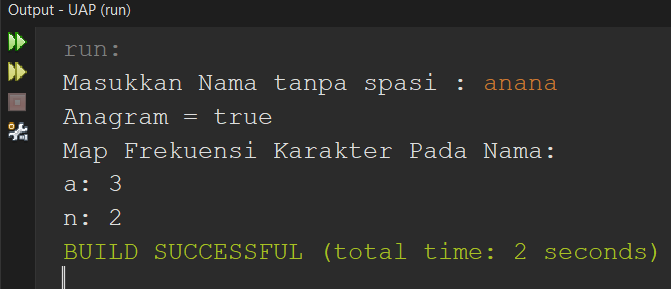 Output - UAP (run)
run:
Masukkan Nama tanpa spasi : anana
Anagram = true
Map Frekuensi Karakter Pada Nama:
a: 3
n: 2
BUILD SUCCESSFUL (total time: 2 seconds)